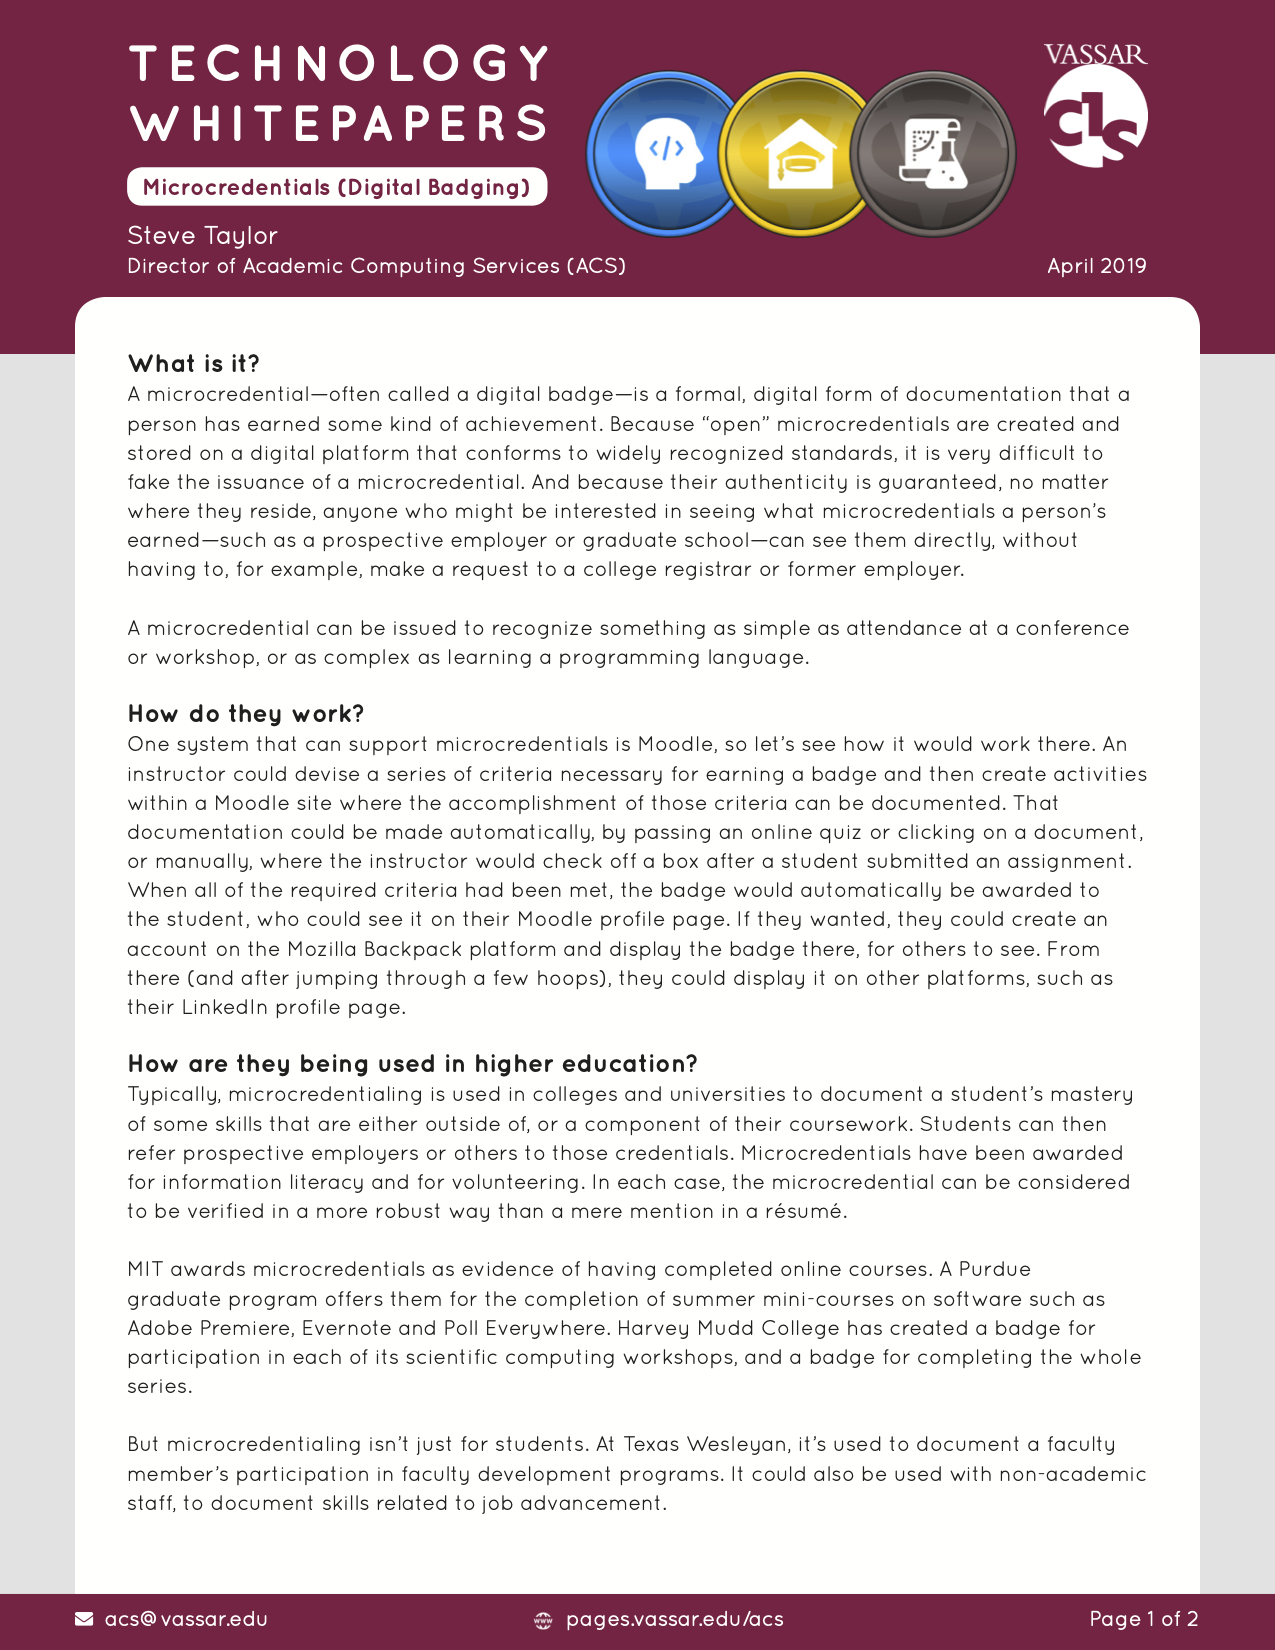 TECHNOLOGY
WHITEPAPERS
Microcredentials (Digital Badging)
Steve Taylor
Director of Academic Computing Services (ACS)
</>
VASSAR
cls
April 2019
What is it?
A microcredential—often called a digital badge—is a formal, digital form of documentation that a
person has earned some kind of achievement. Because “open” microcredentials are created and
stored on a digital platform that conforms to widely recognized standards, it is very difficult to
fake the issuance of a microcredential. And because their authenticity is guaranteed, no matter
where they reside, anyone who might be interested in seeing what microcredentials a person’s
earned—such as a prospective employer or graduate school—can see them directly, without
having to, for example, make a request to a college registrar or former employer.
A microcredential can be issued to recognize something as simple as attendance at a conference
or workshop, or as complex as learning a programming language.
How do they work?
One system that can support microcredentials is Moodle, so let’s see how it would work there. An
instructor could devise a series of criteria necessary for earning a badge and then create activities
within a Moodle site where the accomplishment of those criteria can be documented. That
documentation could be made automatically, by passing an online quiz or clicking on a document,
or manually, where the instructor would check off a box after a student submitted an assignment.
When all of the required criteria had been met, the badge would automatically be awarded to
the student, who could see it on their Moodle profile page. If they wanted, they could create an
account on the Mozilla Backpack platform and display the badge there, for others to see. From
there (and after jumping through a few hoops), they could display it on other platforms, such as
their LinkedIn profile page.
How are they being used in higher education?
Typically, microcredentialing is used in colleges and universities to document a student’s mastery
of some skills that are either outside of, or a component of their coursework. Students can then
refer prospective employers or others to those credentials. Microcredentials have been awarded
for information literacy and for volunteering. In each case, the microcredential can be considered
to be verified in a more robust way than a mere mention in a résumé.
MIT awards microcredentials as evidence of having completed online courses. A Purdue
graduate program offers them for the completion of summer mini-courses on software such as
Adobe Premiere, Evernote and Poll Everywhere. Harvey Mudd College has created a badge for
participation in each of its scientific computing workshops, and a badge for completing the whole
series.
But microcredentialing isn’t just for students. At Texas Wesleyan, it’s used to document a faculty
member’s participation in faculty development programs. It could also be used with non-academic
staff, to document skills related to job advancement.
acs@vassar.edu
www
pages.vassar.edu/acs
Page 1 of 2